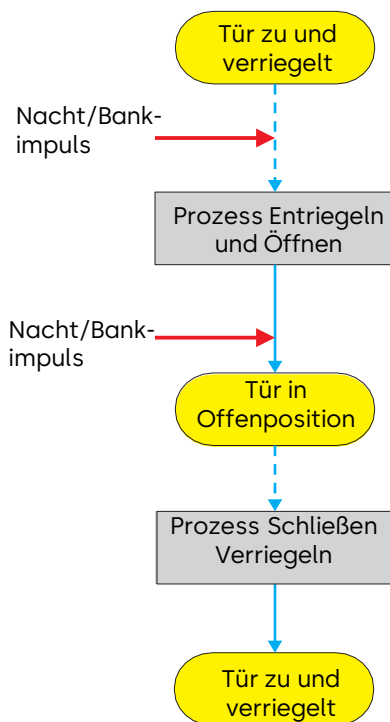 Tür zu und
verriegelt
Nacht/Bank-
impuls
Prozess Entriegeln
und Öffnen
Nacht/Bank-
impuls
Tür in
Offenposition
Prozess Schließen
Verriegeln
Tür zu und
verriegelt